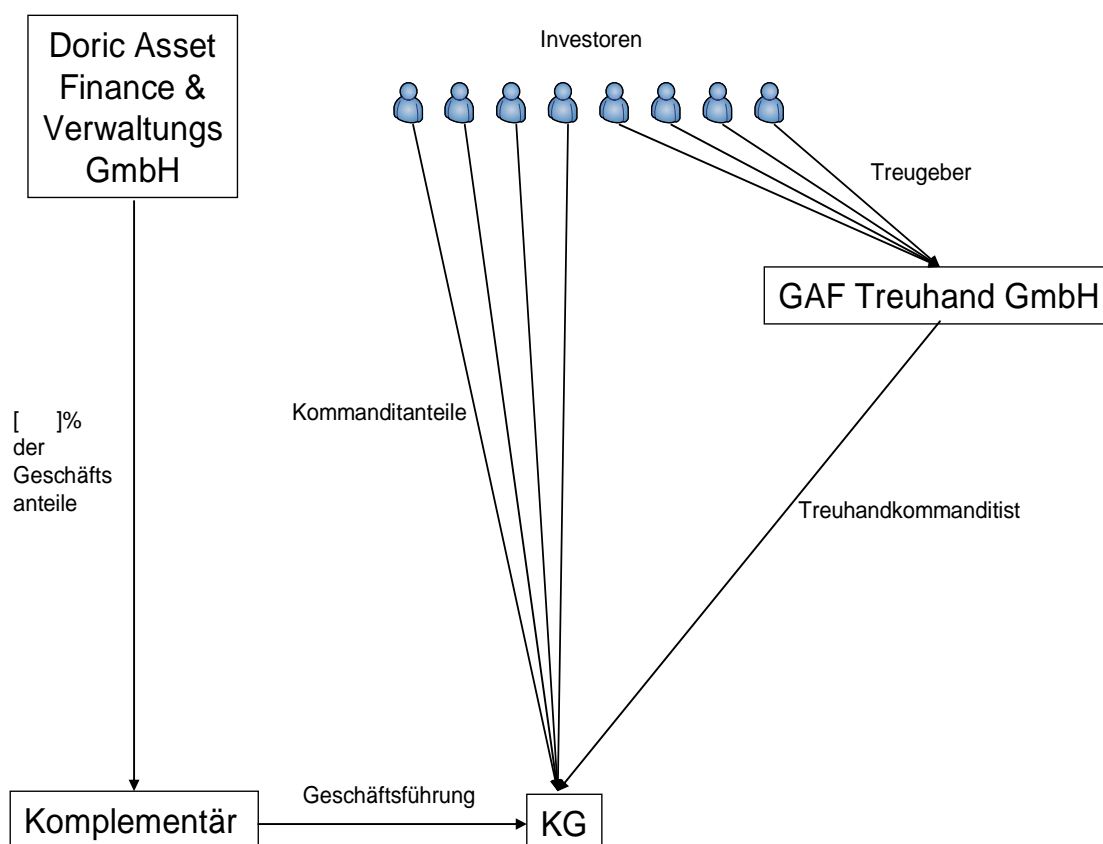 Doric Asset
Finance &
Verwaltungs
GmbH
Investoren
Treugeber
GAF Treuhand GmbH
Kommanditanteile
[ ]%
der
Geschäfts
anteile
Treuhandkommanditist
Geschäftsführung
Komplementär
KG